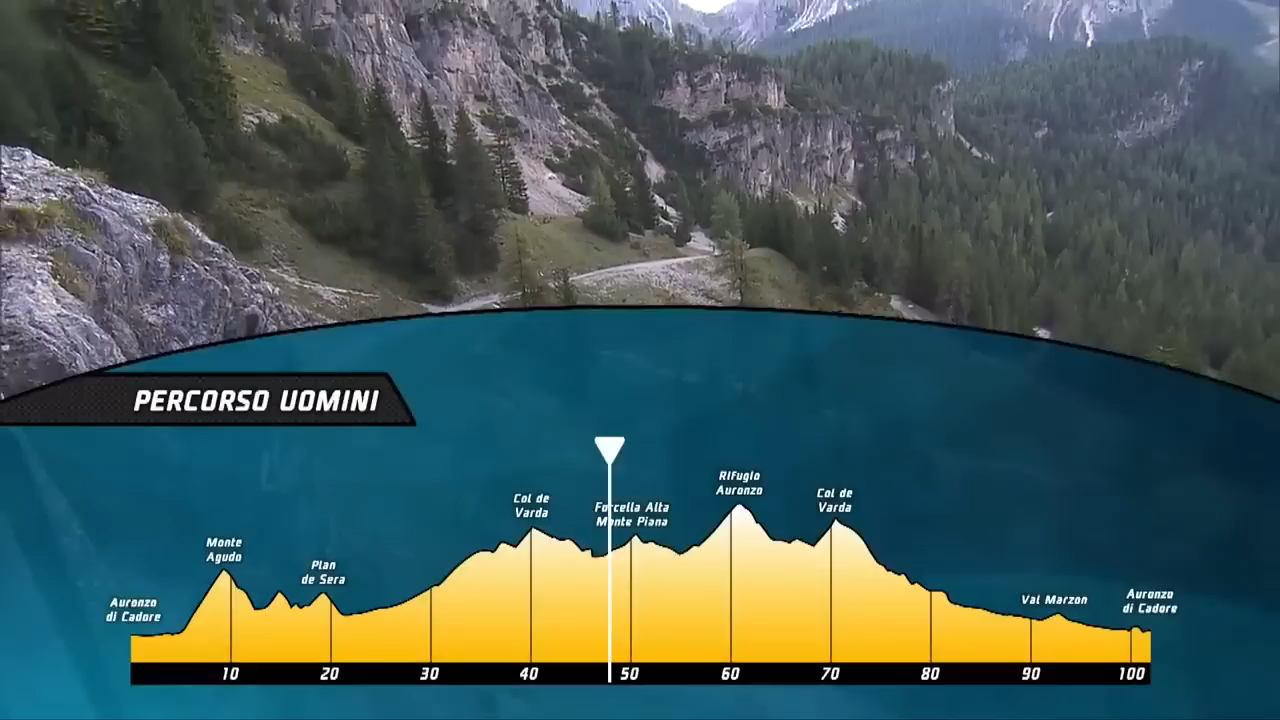 PERCORSO UOMINI
Rifugio
Auronzo
Col de
Varda
Col de
Varda
Forcella Alta
Monte Piana
Monte
Agudo
Plan
de Sera
Auronzo
di Cadore
Val Marzon
Auronzo
di Cadore
10 20 30 40 50 60 70 80 90 100